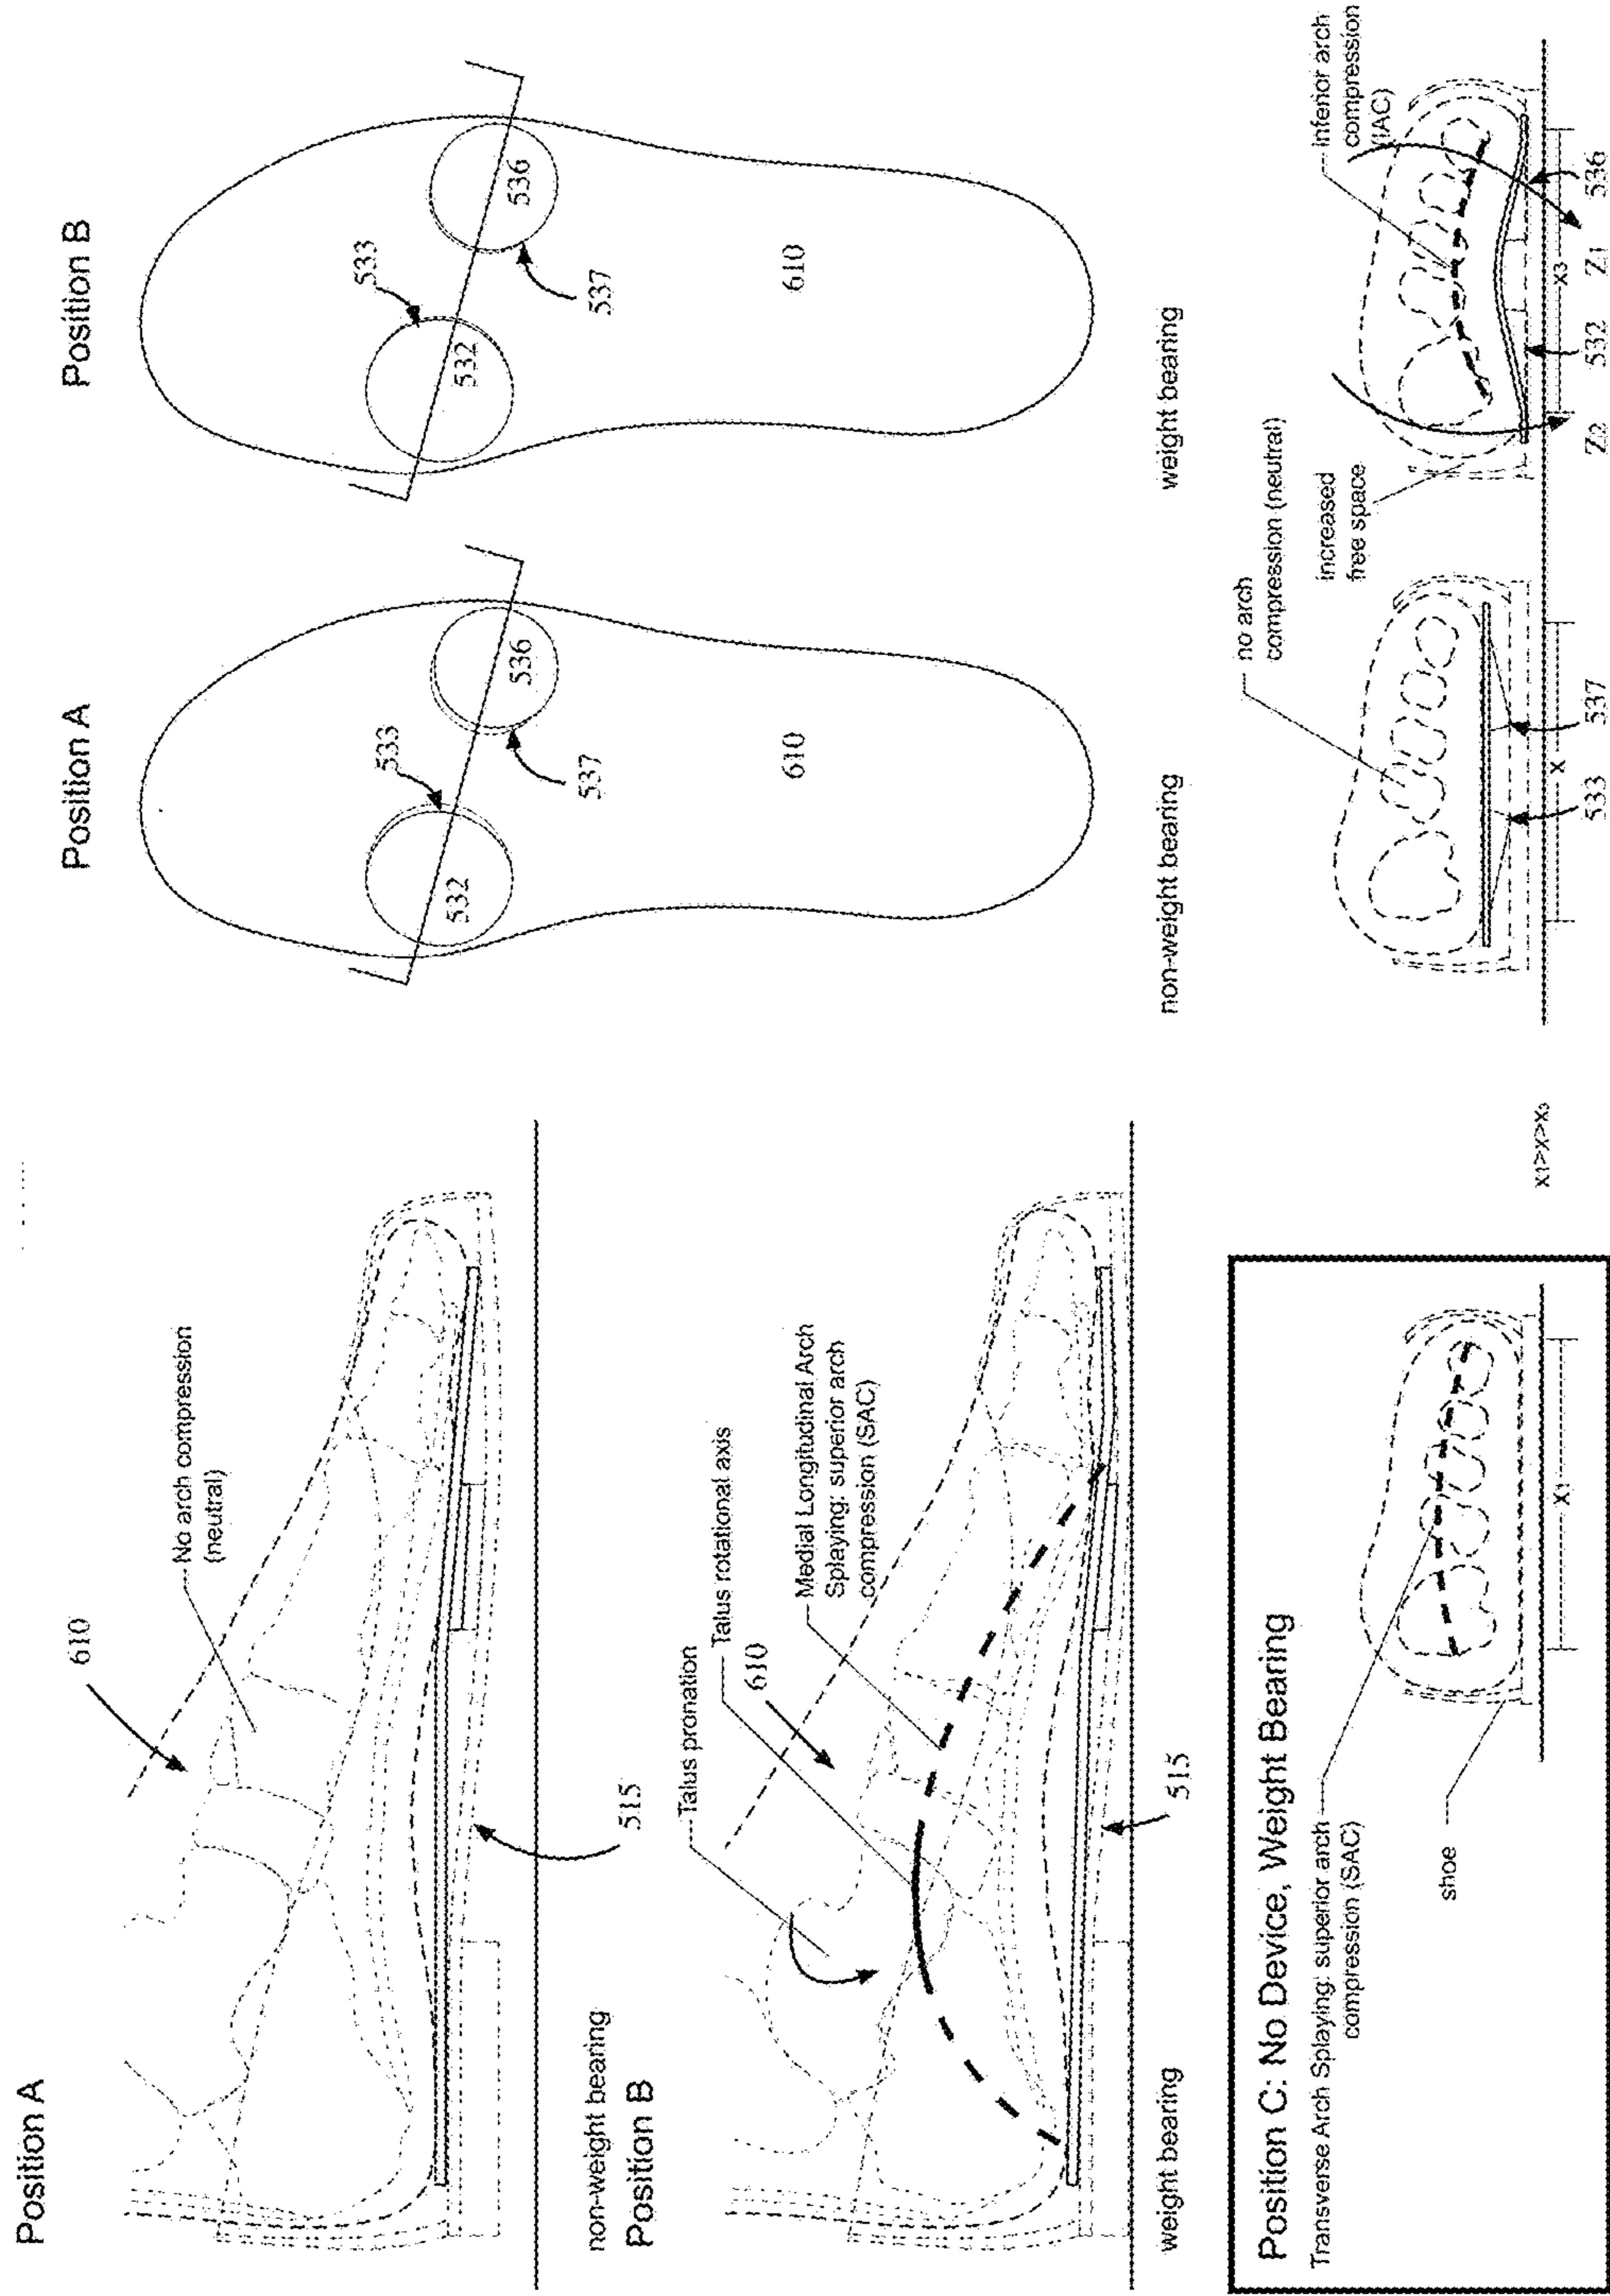 Position A
610
No arch compression
(neutral)
515
non-weight bearing
Position B
Talus pronation
Talus rotational axis
610
Medial Longitudinal Arch
Splaying: superior arch
compression (SAC)
515
weight bearing
Position C: No Device, Weight Bearing
Transverse Arch Splaying: superior arch
compression (SAC)
shoe
X1
X1>X>X3
Position A
533
532
536
537
610
non-weight bearing
no arch
compression (neutral)
X
533
537
Position B
533
532
536
537
610
weight bearing
increased
free space
inferior arch
compression
(IAC)
X3
Z2
532
Z1
536